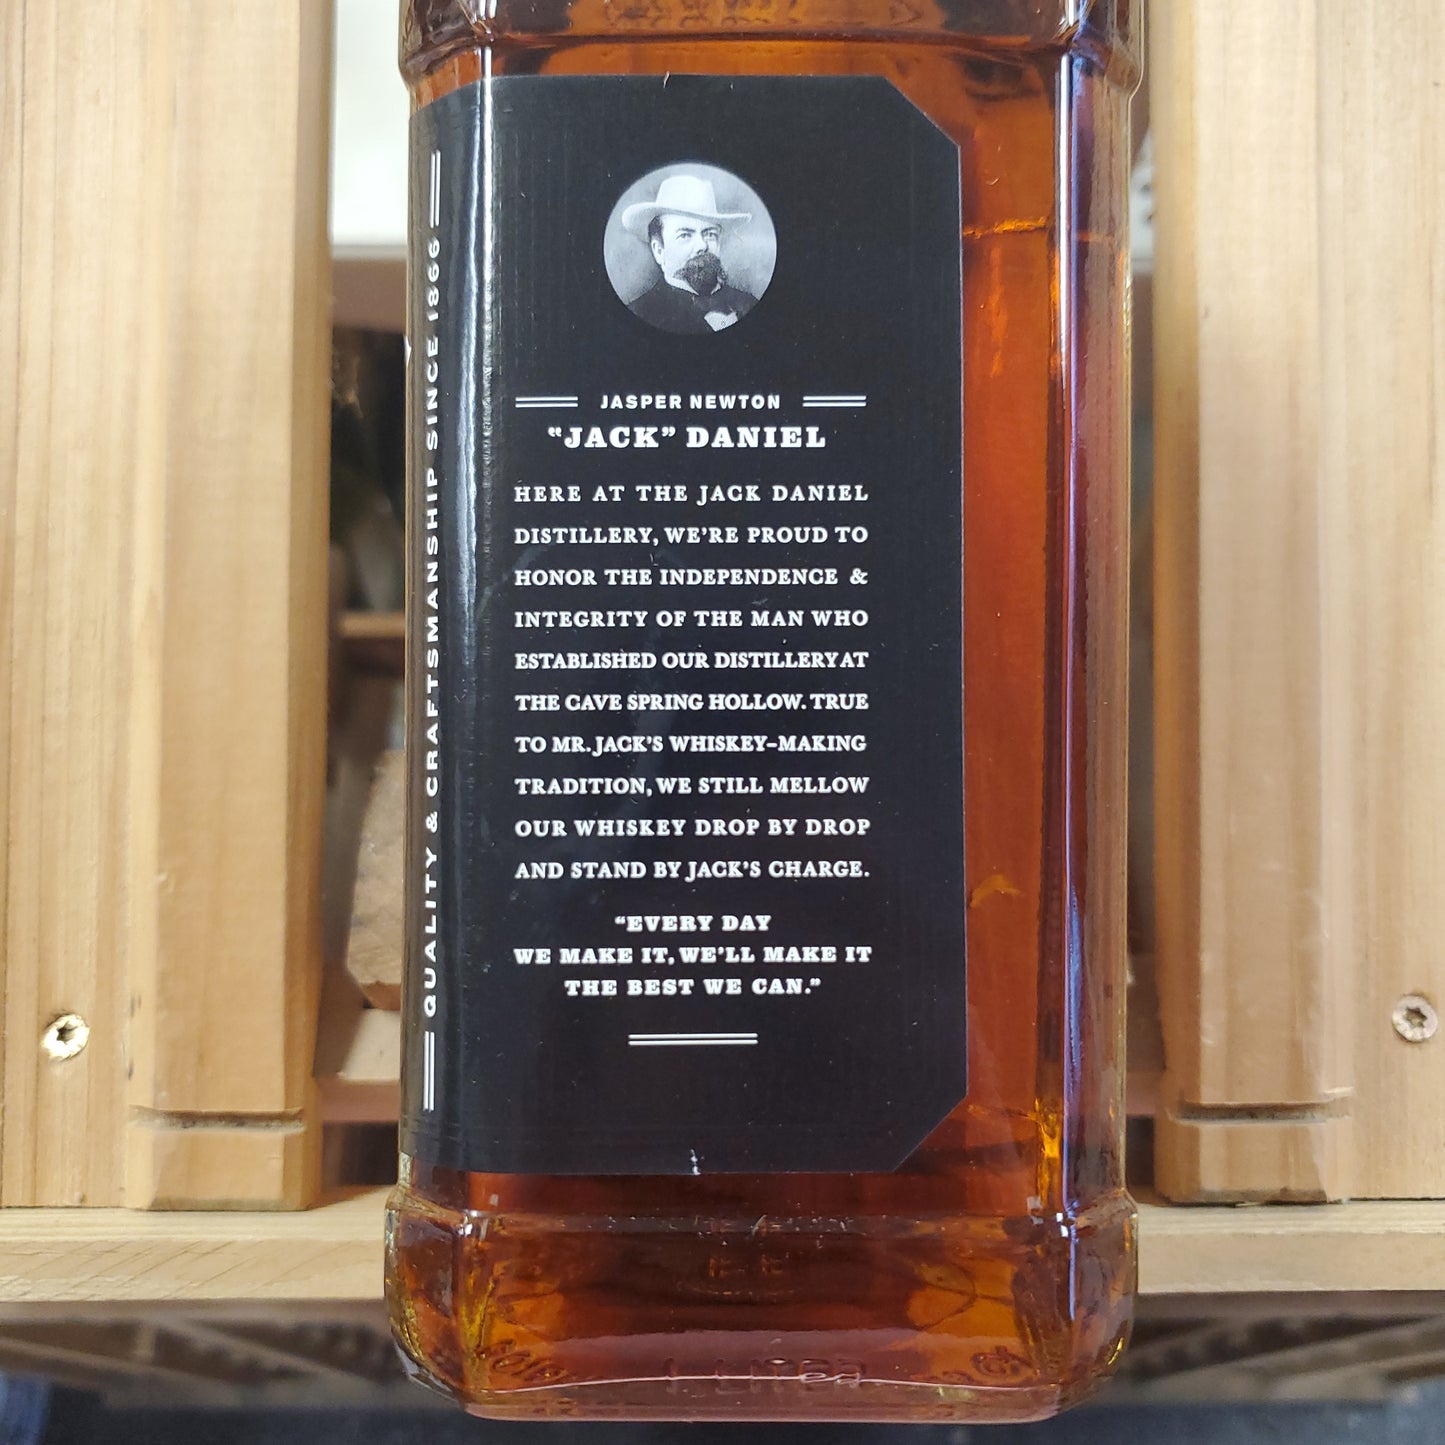 QUALITY & CRAFTSMANSHIP SINCE 1866
JASPER NEWTON
“JACK” DANIEL
HERE AT THE JACK DANIEL
DISTILLERY, WE’RE PROUD TO
HONOR THE INDEPENDENCE &
INTEGRITY OF THE MAN WHO
ESTABLISHED OUR DISTILLERY AT
THE CAVE SPRING HOLLOW. TRUE
TO MR. JACK’S WHISKEY–MAKING
TRADITION, WE STILL MELLOW
OUR WHISKEY DROP BY DROP
AND STAND BY JACK’S CHARGE.
“EVERY DAY
WE MAKE IT, WE’LL MAKE IT
THE BEST WE CAN.”
1 LITER